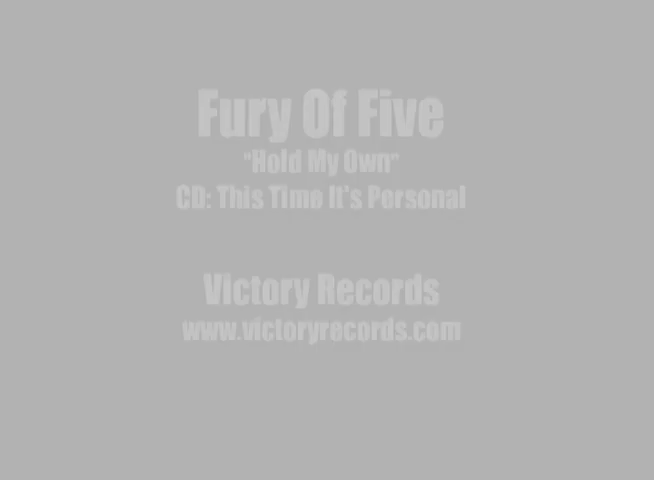 Fury Of Five
"Hold My Own"
CD: This Time It's Personal
Victory Records
www.victoryrecords.com